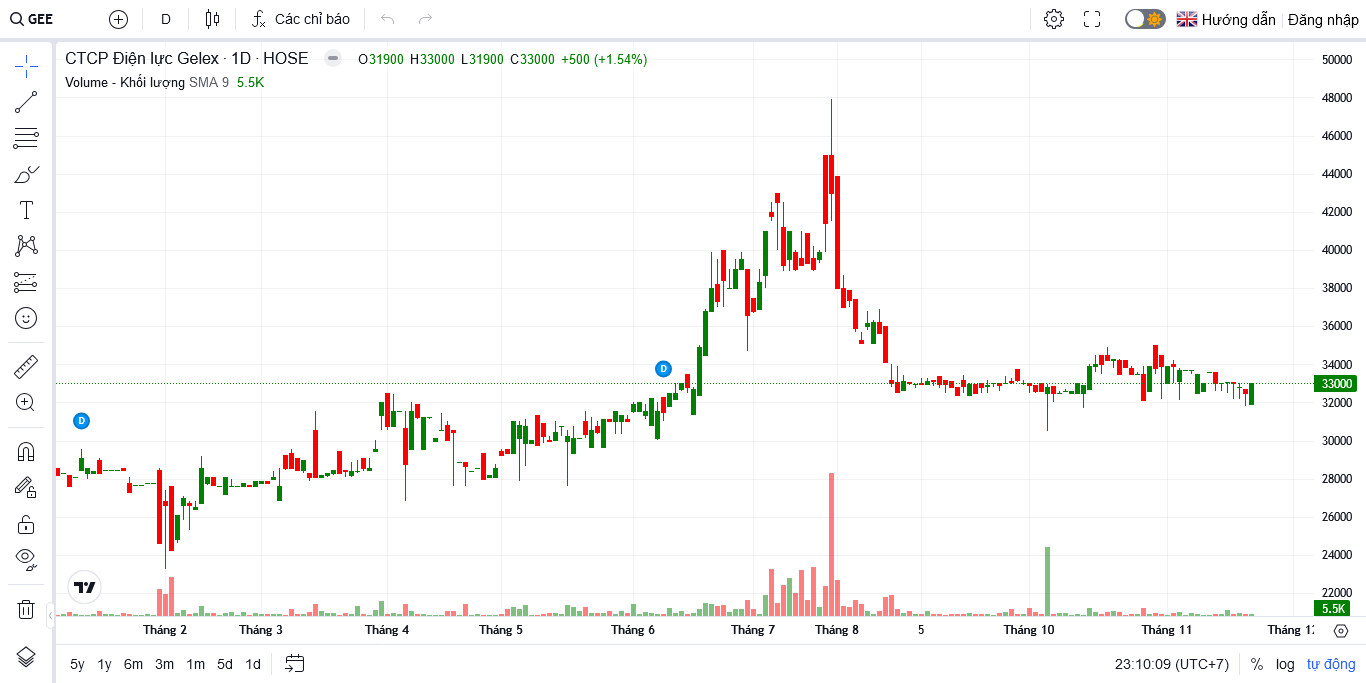 GEE D Các chỉ báo Hướng dẫn Đăng nhập
CTCP Điện lực Gelex · 1D · HOSE O31900 H33000 L31900 C33000 +500 (+1.54%)
Volume - Khối lượng SMA 9 5.5K
50000
48000
46000
44000
42000
40000
38000
36000
34000
33000
32000
30000
28000
26000
24000
22000
5.5K
D
D
Tháng 2 Tháng 3 Tháng 4 Tháng 5 Tháng 6 Tháng 7 Tháng 8 5 Tháng 10 Tháng 11 Tháng 1
5y 1y 6m 3m 1m 5d 1d 23:10:09 (UTC+7) % log tự động